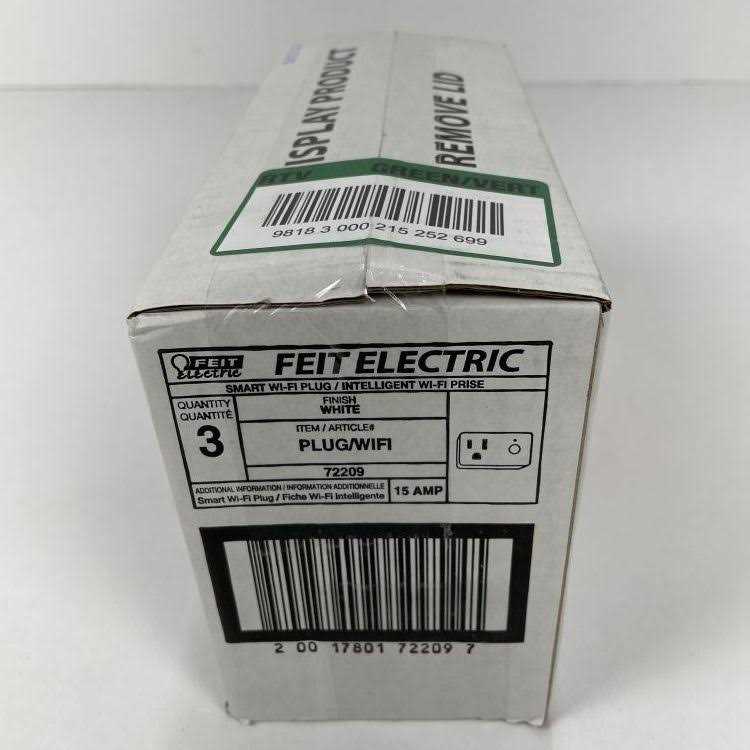 ISPLAY PRODUCT
REMOVE LID
RTV GREEN/VERT
9818 3 000 215 252 699
FEIT electric
FEIT ELECTRIC
SMART WI-FI PLUG / INTELLIGENT WI-FI PRISE
QUANTITY
QUANTITÉ
3
FINISH
WHITE
ITEM / ARTICLE#
PLUG/WIFI
72209
ADDITIONAL INFORMATION / INFORMATION ADDITIONNELLE
Smart Wi-Fi Plug / Fiche Wi-Fi Intelligente
15 AMP
2 00 17801 72209 7